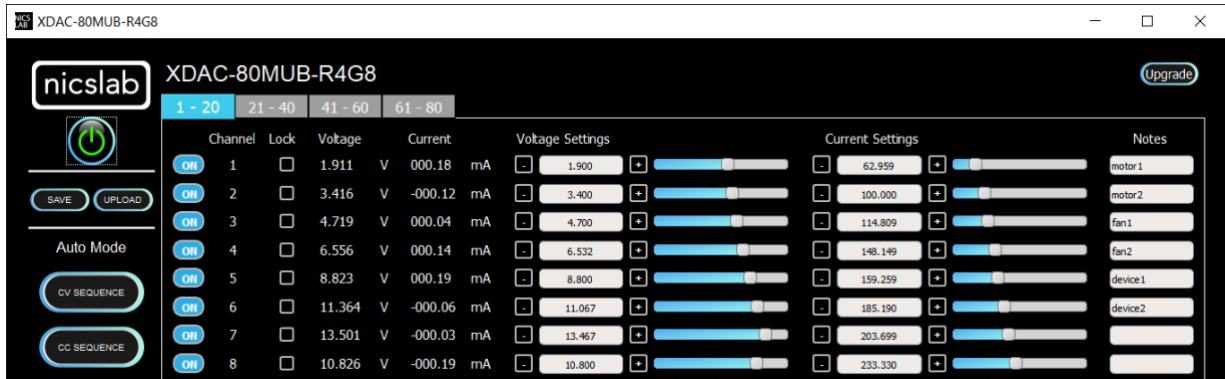 NICS LAB XDAC-80MUB-R4G8
nicslab XDAC-80MUB-R4G8 Upgrade
1 - 20 21 - 40 41 - 60 61 - 80
Channel Lock Voltage Current Voltage Settings Current Settings Notes
ON 1 1.911 V 000.18 mA - 1.900 + - 62.959 + motor1
SAVE UPLOAD
ON 2 3.416 V -000.12 mA - 3.400 + - 100.000 + motor2
ON 3 4.719 V 000.04 mA - 4.700 + - 114.809 + fan1
Auto Mode
ON 4 6.556 V 000.14 mA - 6.532 + - 148.149 + fan2
ON 5 8.823 V 000.19 mA - 8.800 + - 159.259 + device1
CV SEQUENCE
ON 6 11.364 V -000.06 mA - 11.067 + - 185.190 + device2
ON 7 13.501 V -000.03 mA - 13.467 + - 203.699 +
CC SEQUENCE
ON 8 10.826 V -000.19 mA - 10.800 + - 233.330 +